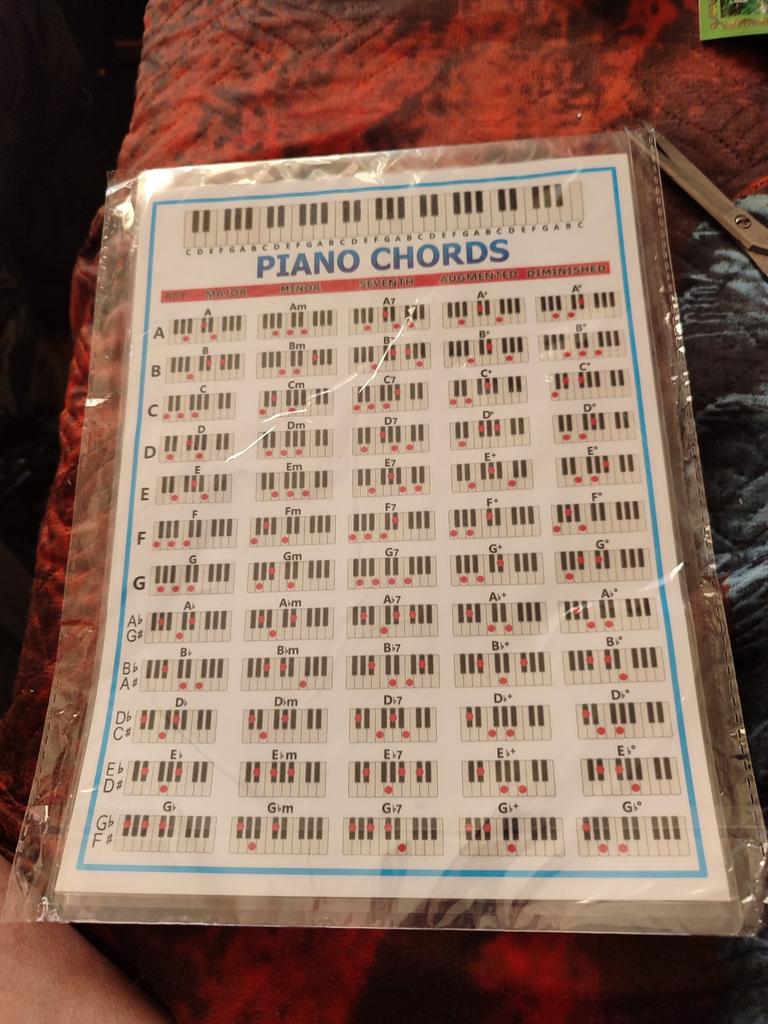 C D E F G A B C D E F G A B C D E F G A B C D E F G A B C
PIANO CHORDS
KEY MAJOR MINOR SEVENTH AUGMENTED DIMINISHED
A Am A7 A+ A°
A
B Bm B+ B°
B
C Cm C7 C+ C°
C
D Dm D7 D+ D°
D
E Em E7 E+ E°
E
F Fm F7 F+ F°
F
G Gm G7 G+ G°
G
A♭ A♭m A♭7 A♭+ A♭°
A♭
G#
B♭ B♭m B♭7 B♭+ B♭°
B♭
A#
D♭ D♭m D♭7 D♭+ D♭°
D♭
C#
E♭ E♭m E♭7 E♭+ E♭°
E♭
D#
G♭ G♭m G♭7 G♭+ G♭°
G♭
F#